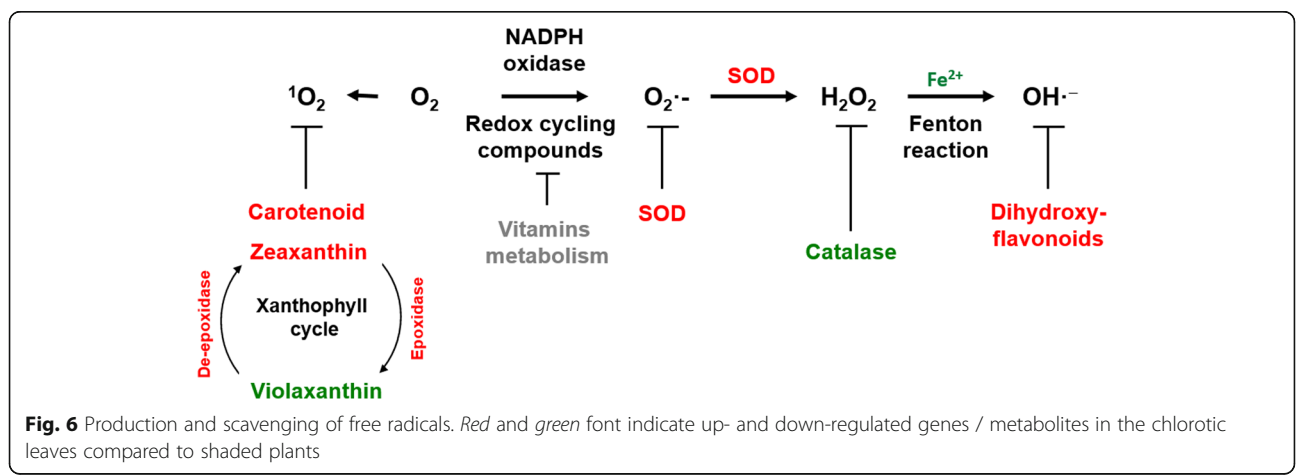 NADPH
oxidase
SOD
Fe²⁺
¹O₂
O₂
O₂·-
H₂O₂
OH·⁻
Redox cycling
compounds
Fenton
reaction
Carotenoid
Vitamins
metabolism
SOD
Dihydroxy-
flavonoids
Catalase
Zeaxanthin
De-epoxidase
Xanthophyll
cycle
Epoxidase
Violaxanthin
Fig. 6 Production and scavenging of free radicals. Red and green font indicate up- and down-regulated genes / metabolites in the chlorotic
leaves compared to shaded plants